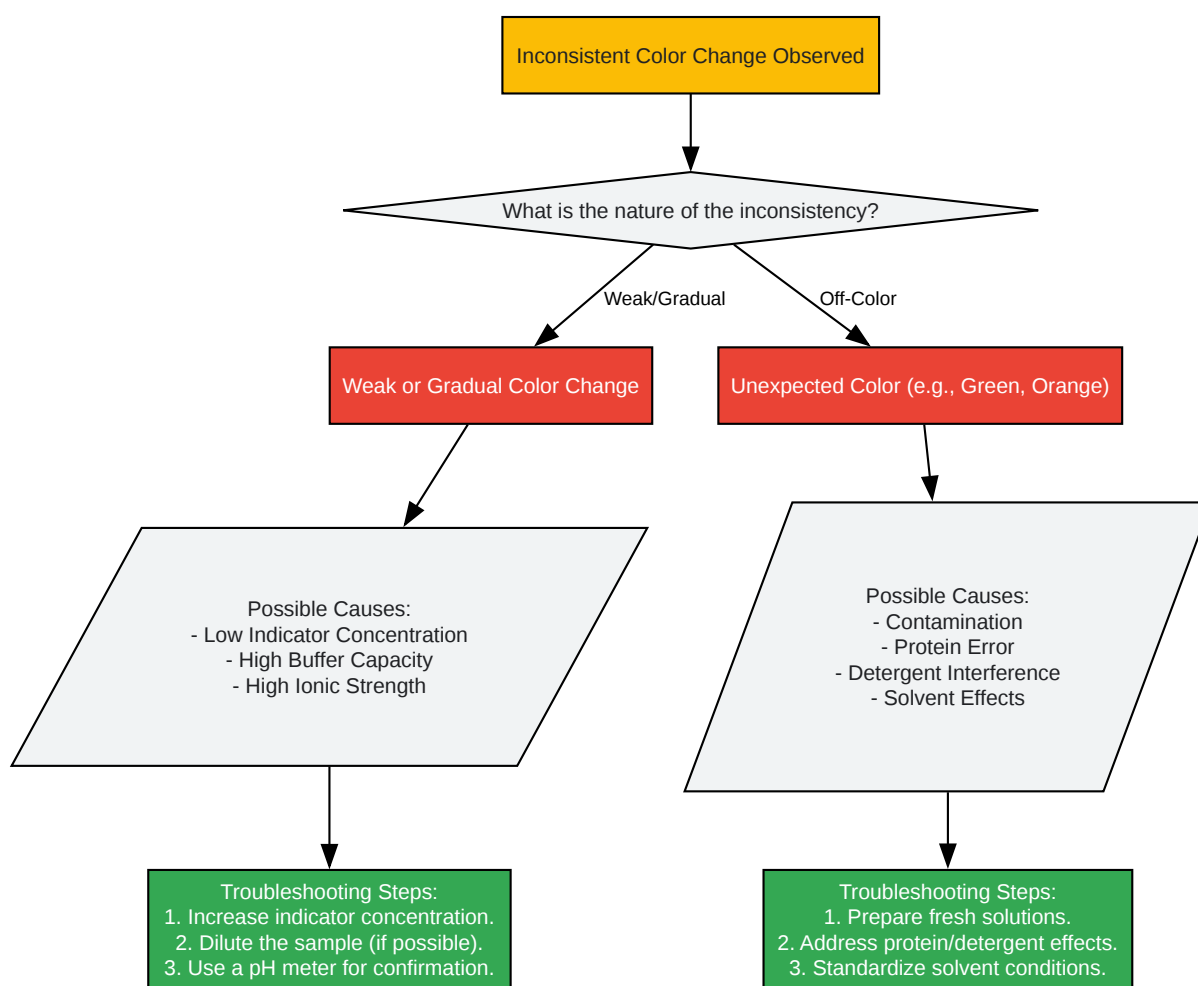 Inconsistent Color Change Observed
What is the nature of the inconsistency?
Weak/Gradual
Off-Color
Weak or Gradual Color Change
Unexpected Color (e.g., Green, Orange)
Possible Causes:
- Low Indicator Concentration
- High Buffer Capacity
- High Ionic Strength
Possible Causes:
- Contamination
- Protein Error
- Detergent Interference
- Solvent Effects
Troubleshooting Steps:
1. Increase indicator concentration.
2. Dilute the sample (if possible).
3. Use a pH meter for confirmation.
Troubleshooting Steps:
1. Prepare fresh solutions.
2. Address protein/detergent effects.
3. Standardize solvent conditions.